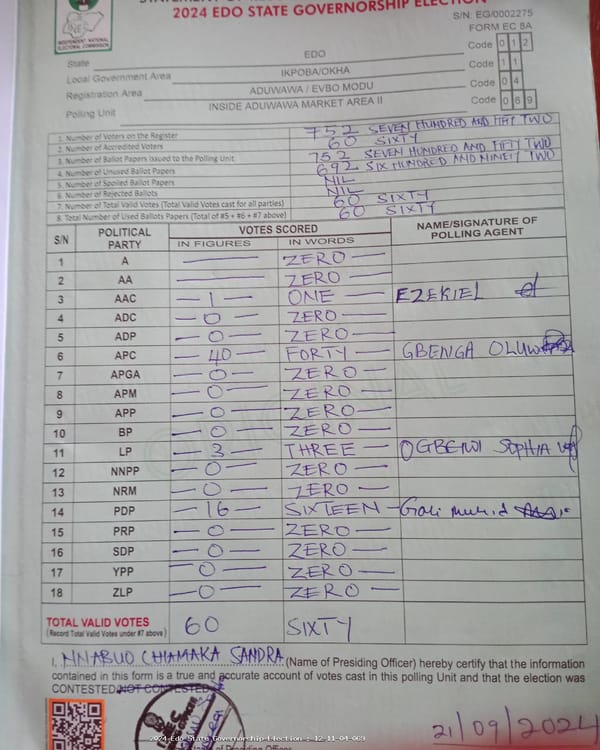 2024 EDO STATE GOVERNORSHIP ELECTION
S/N: EG/0002275
FORM EC 8A
INDEPENDENT NATIONAL ELECTORAL COMMISSION
State EDO Code 0 1 2
Local Government Area IKPOBA/OKHA Code 1 1
Registration Area ADUWAWA / EVBO MODU Code 0 4
Polling Unit INSIDE ADUWAWA MARKET AREA II Code 0 6 9
1. Number of Voters on the Register 752 SEVEN HUNDRED AND FIFTY TWO
2. Number of Accredited Voters 60 SIXTY
3. Number of Ballot Papers Issued to the Polling Unit 752 SEVEN HUNDRED AND FIFTY TWO
4. Number of Unused Ballot Papers 692 SIX HUNDRED AND NINETY TWO
5. Number of Spoiled Ballot Papers NIL
6. Number of Rejected Ballots NIL
7. Number of Total Valid Votes (Total Valid Votes cast for all parties) 60 SIXTY
8. Total Number of Used Ballots Papers (Total of #5 + #6 + #7 above) 60 SIXTY
S/N POLITICAL PARTY VOTES SCORED NAME/SIGNATURE OF POLLING AGENT
IN FIGURES IN WORDS
1 A — ZERO
2 AA — ZERO
3 AAC 1 ONE EZEKIEL
4 ADC 0 ZERO
5 ADP 0 ZERO
6 APC 40 FORTY GBENGA
7 APGA 0 ZERO
8 APM 0 ZERO
9 APP 0 ZERO
10 BP 0 ZERO
11 LP 3 THREE SOPHIA
12 NNPP 0 ZERO
13 NRM 0 ZERO
14 PDP 16 SIXTEEN
15 PRP 0 ZERO
16 SDP 0 ZERO
17 YPP 0 ZERO
18 ZLP 0 ZERO
TOTAL VALID VOTES 60 SIXTY
(Record Total Valid Votes under #7 above)
I, NNABUO CHIAMAKA SANDRA (Name of Presiding Officer) hereby certify that the information
contained in this form is a true and accurate account of votes cast in this polling Unit and that the election was
CONTESTED/NOT CONTESTED
21/09/2024
2024 Edo State Governorship Election : 12-11-04-069